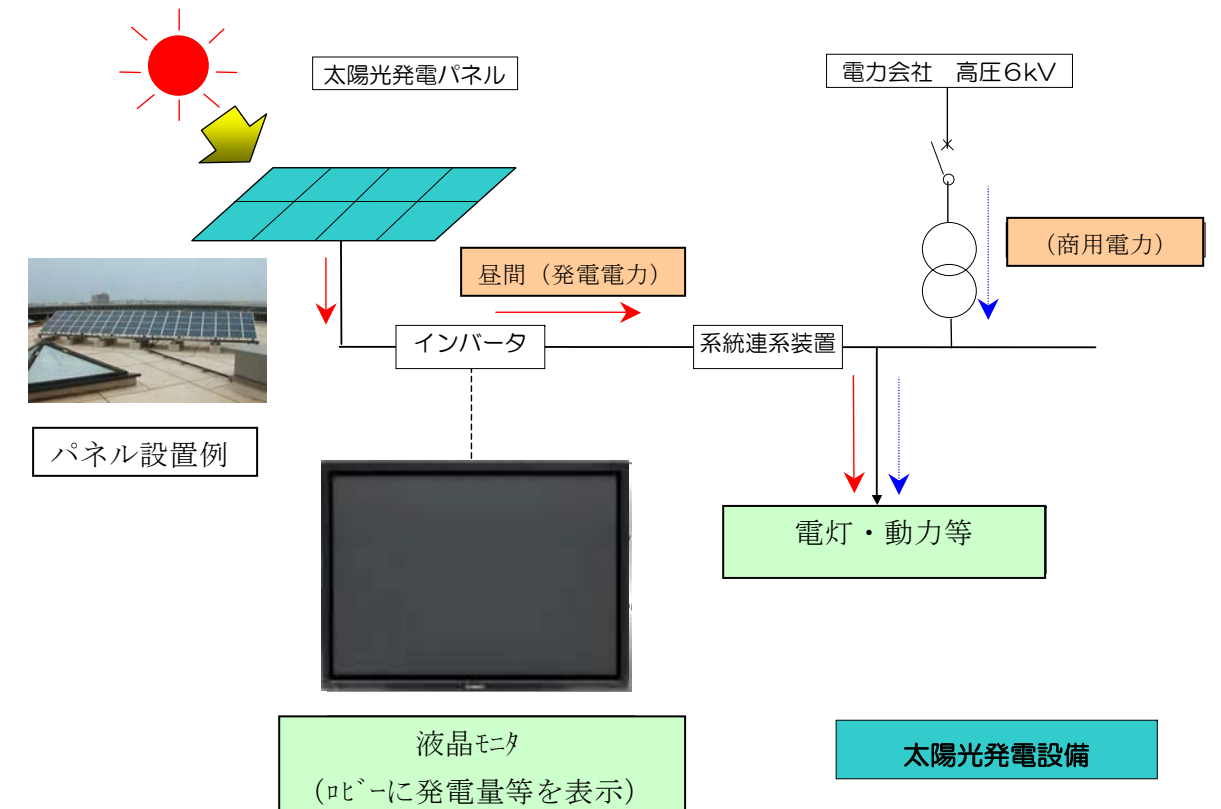 太陽光発電パネル
電力会社　高圧6kV
(商用電力)
昼間（発電電力）
インバータ
系統連系装置
パネル設置例
電灯・動力等
液晶ﾓﾆﾀ
(ﾛﾋﾞｰに発電量等を表示)
太陽光発電設備